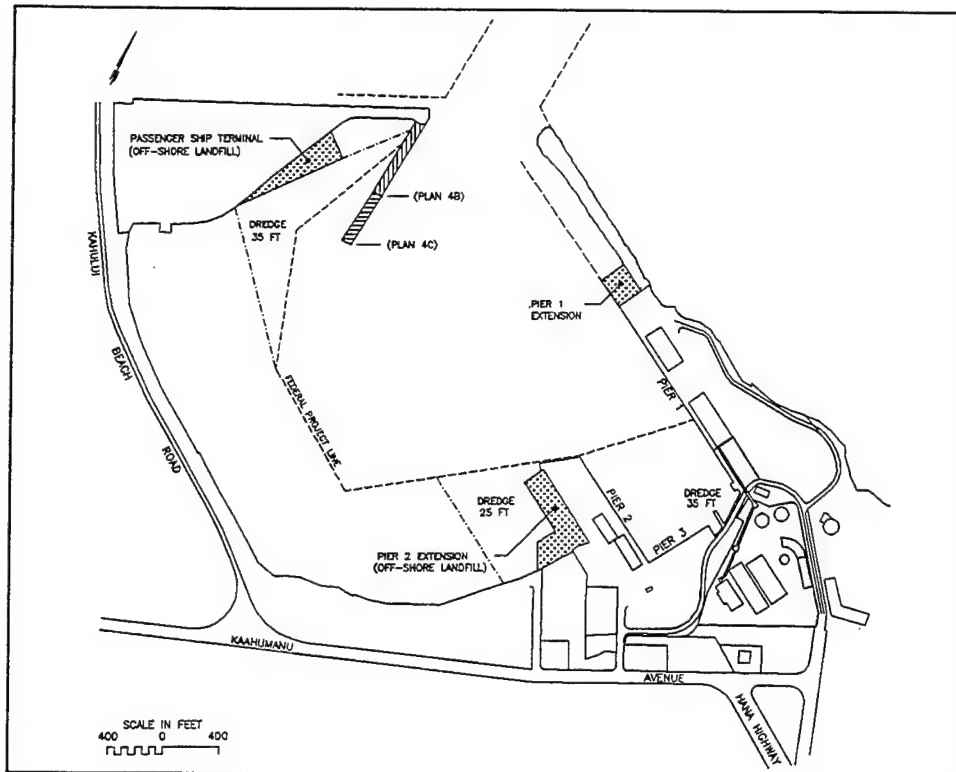 PASSENGER SHIP TERMINAL
(OFF-SHORE LANDFILL)
(PLAN 4B)
DREDGE
35 FT
(PLAN 4C)
KAHULUI
BEACH
ROAD
PIER 1
EXTENSION
FEDERAL PROJECT LINE
PIER 1
DREDGE
25 FT
PIER 2
DREDGE
35 FT
PIER 3
PIER 2 EXTENSION
(OFF-SHORE LANDFILL)
KAAHUMANU
AVENUE
HANA HIGHWAY
SCALE IN FEET
400 0 400